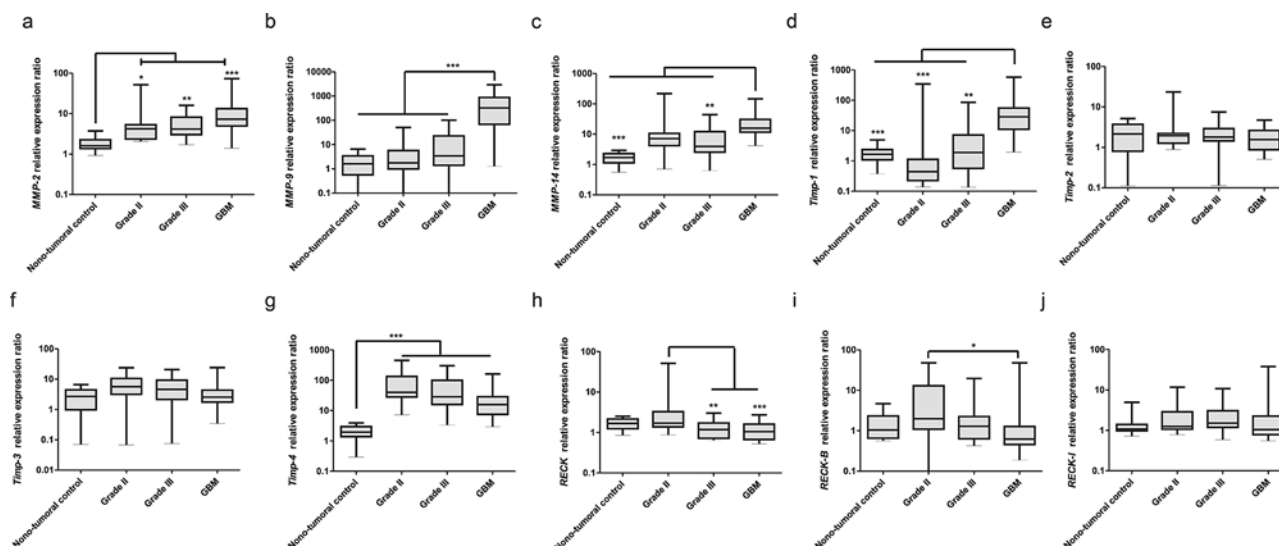 a
MMP-2 relative expression ratio
100
10
1
0.1
*
**
***
Nono-tumoral control
Grade II
Grade III
GBM
b
MMP-9 relative expression ratio
10000
1000
100
10
1
0.1
***
Nono-tumoral control
Grade II
Grade III
GBM
c
MMP-14 relative expression ratio
1000
100
10
1
0.1
***
**
Non-tumoral control
Grade II
Grade III
GBM
d
Timp-1 relative expression ratio
1000
100
10
1
0.1
***
***
**
Non-tumoral control
Grade II
Grade III
GBM
e
Timp-2 relative expression ratio
100
10
1
0.1
Nono-tumoral control
Grade II
Grade III
GBM
f
Timp-3 relative expression ratio
100
10
1
0.1
0.01
Nono-tumoral control
Grade II
Grade III
GBM
g
Timp-4 relative expression ratio
1000
100
10
1
0.1
***
Nono-tumoral control
Grade II
Grade III
GBM
h
RECK relative expression ratio
100
10
1
0.1
**
***
Non-tumoral control
Grade II
Grade III
GBM
i
RECK-B relative expression ratio
100
10
1
0.1
*
Non-tumoral control
Grade II
Grade III
GBM
j
RECK-I relative expression ratio
100
10
1
0.1
Non-tumoral control
Grade II
Grade III
GBM